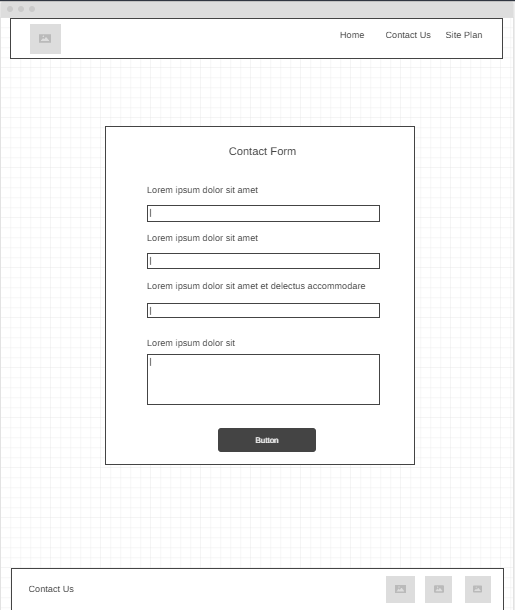 Home
Contact Us
Site Plan
Contact Form
Lorem ipsum dolor sit amet
Lorem ipsum dolor sit amet
Lorem ipsum dolor sit amet et delectus accommodare
Lorem ipsum dolor sit
Button
Contact Us